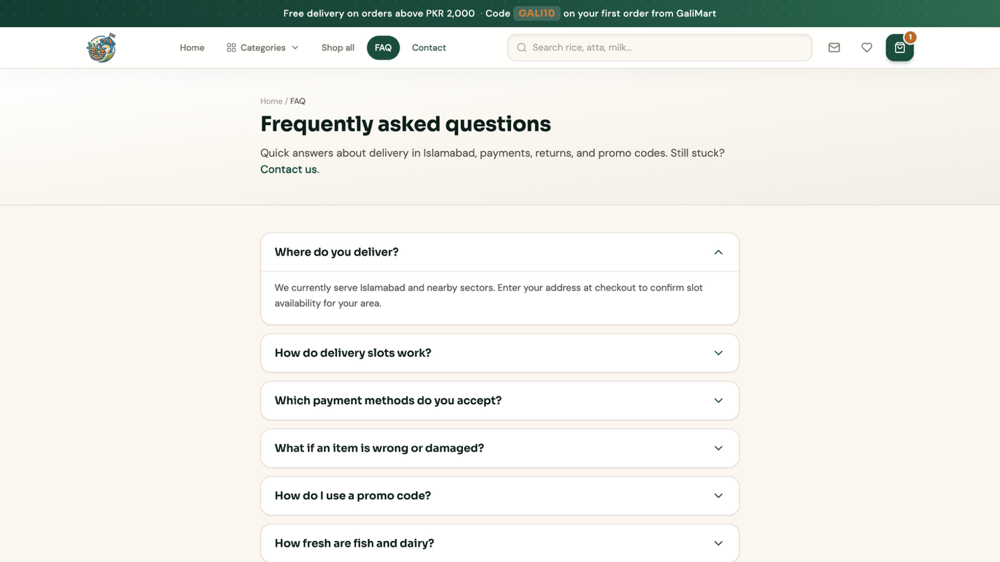 Free delivery on orders above PKR 2,000 · Code GALI10 on your first order from GaliMart
Home Categories Shop all FAQ Contact Search rice, atta, milk... 1
Home / FAQ
Frequently asked questions
Quick answers about delivery in Islamabad, payments, returns, and promo codes. Still stuck?
Contact us.
Where do you deliver?
We currently serve Islamabad and nearby sectors. Enter your address at checkout to confirm slot
availability for your area.
How do delivery slots work?
Which payment methods do you accept?
What if an item is wrong or damaged?
How do I use a promo code?
How fresh are fish and dairy?